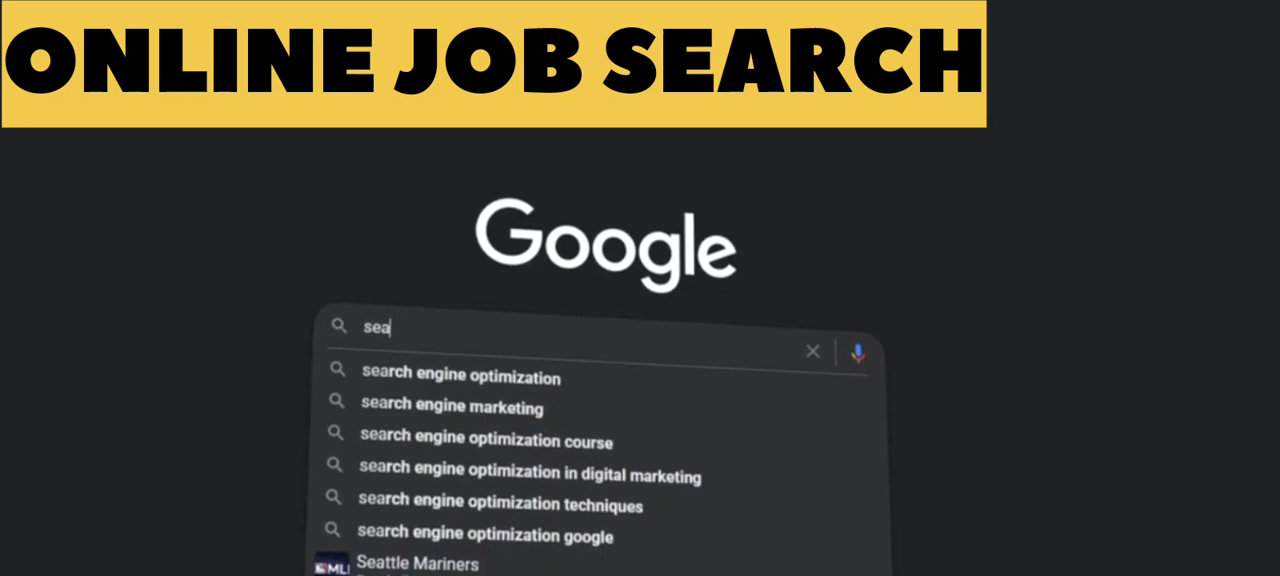 ONLINE JOB SEARCH
Google
sea
search engine optimization
search engine marketing
search engine optimization course
search engine optimization in digital marketing
search engine optimization techniques
search engine optimization google
Seattle Mariners